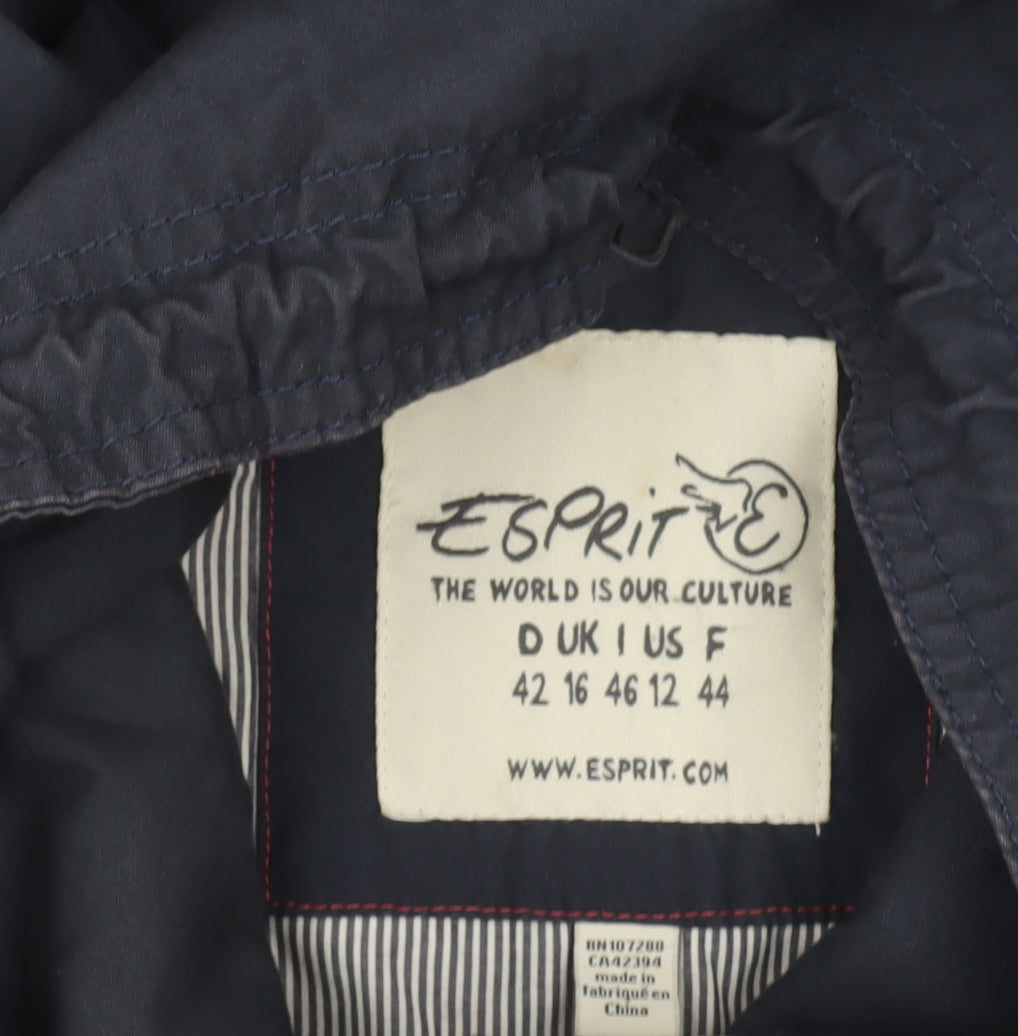 ESPRiT E
THE WORLD IS OUR CULTURE
D UK I US F
42 16 46 12 44
WWW.ESPRIT.COM
RN107280
CA42394
made in
fabriqué en
China